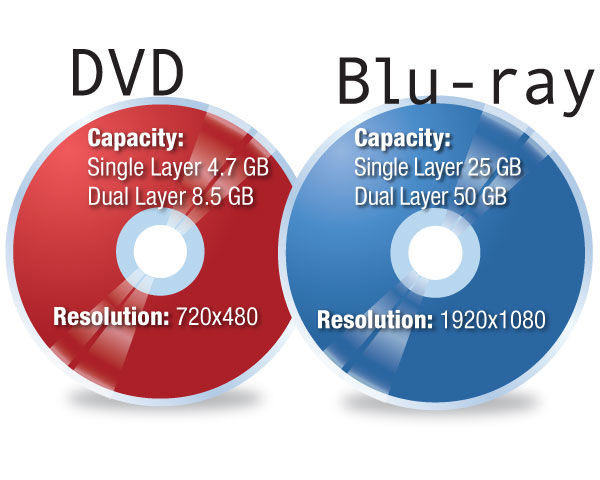 DVD
Capacity:
Single Layer 4.7 GB
Dual Layer 8.5 GB
Resolution: 720x480
Blu-ray
Capacity:
Single Layer 25 GB
Dual Layer 50 GB
Resolution: 1920x1080